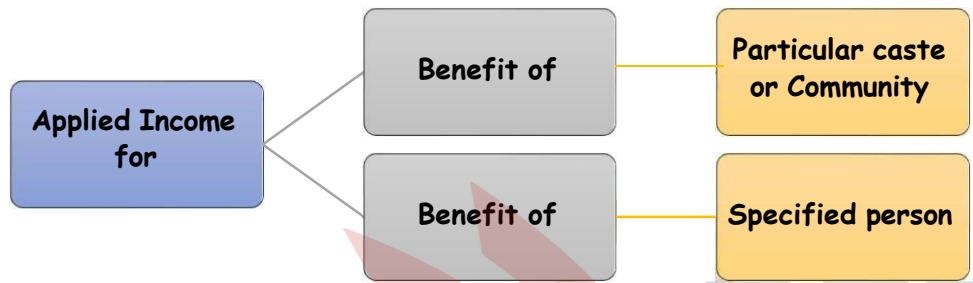 Applied Income
for
Benefit of
Particular caste
or Community
Benefit of
Specified person